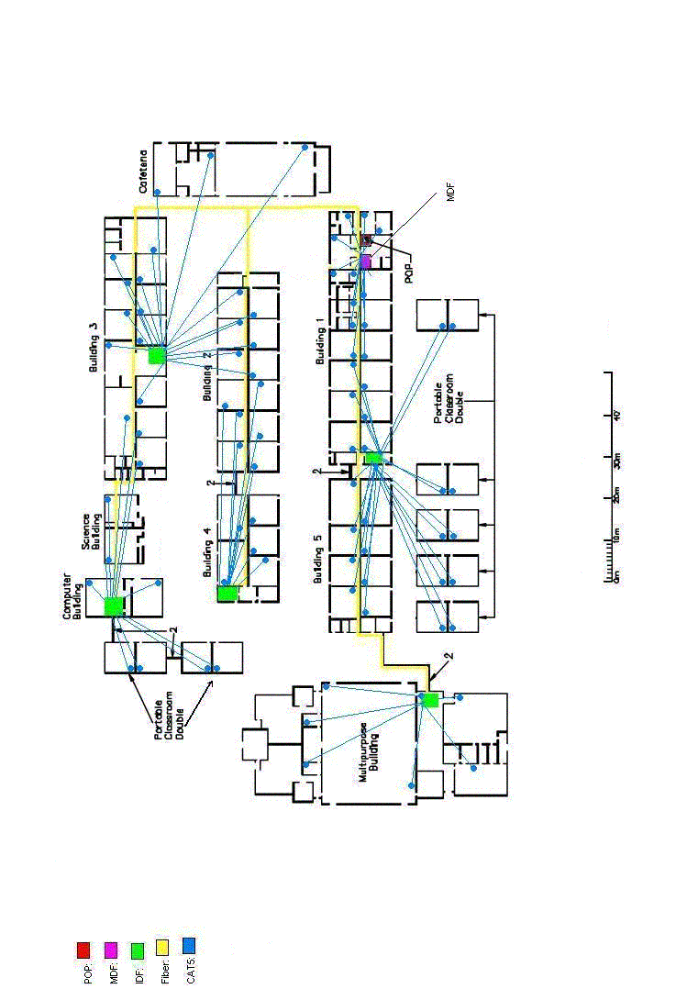 Cafeteria
MDF
POP
Building 3
Building 2
Building 1
Portable
Classroom
Double
2
2
Science
Building
Building 4
Building 5
Computer
Building
2
Portable
Classroom
Double
2
Multipurpose
Building
0m
10m
20m
30m
40'
POP:
MDF:
IDF:
Fiber:
CAT5: